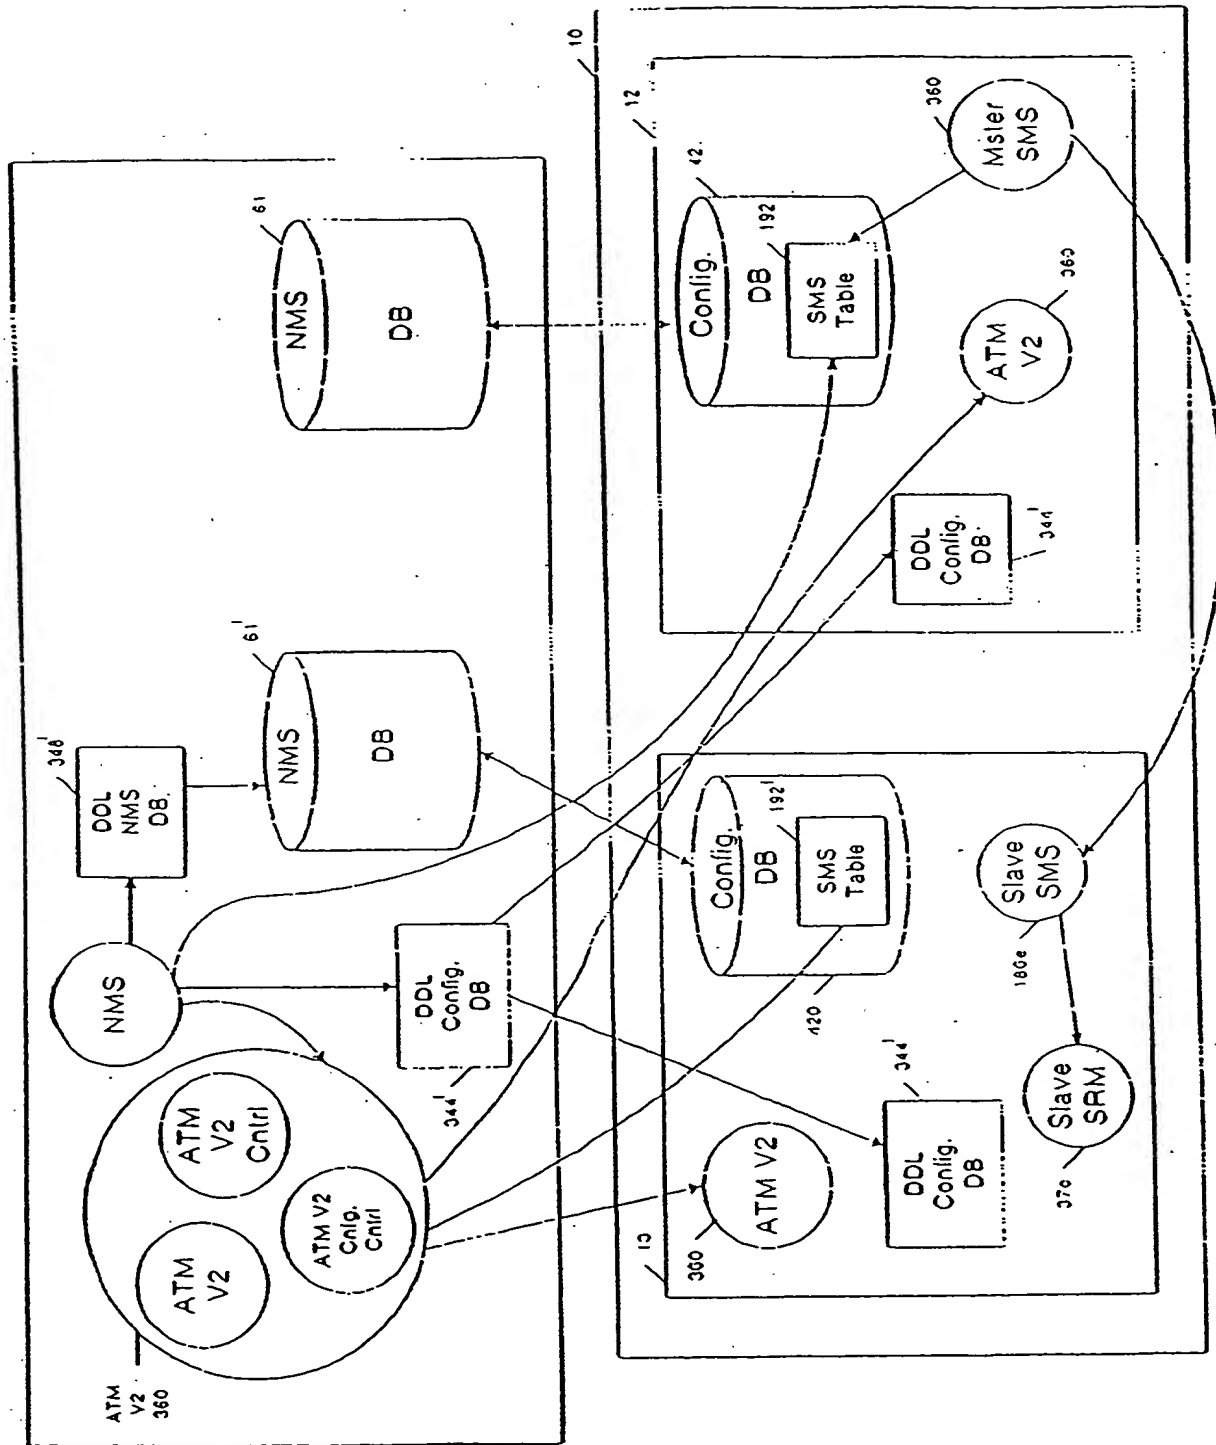 ATM
V2
360
ATM
V2
ATM
V2
Cntrl
ATM V2
Cnfg.
Cntrl
NMS
DDL
NMS
DB
348'
DDL
Config.
DB
344'
NMS
DB
61'
NMS
DB
61
10
13
ATM V2
360
DDL
Config.
DB
344'
Config.
DB
SMS
Table
192'
420
Slave
SMS
180e
Slave
SRM
37c
12
Config.
DB
SMS
Table
192
42
DDL
Config.
DB
344'
ATM
V2
360
Mster
SMS
360